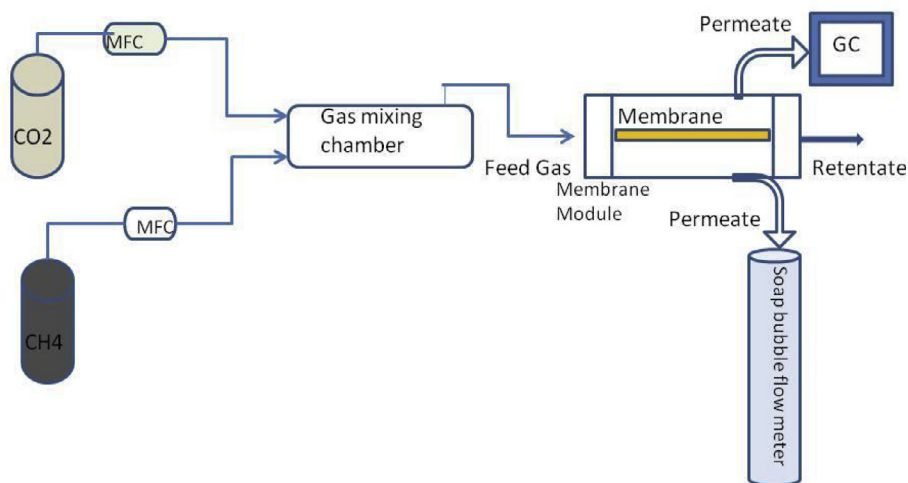 MFC
CO2
Gas mixing
chamber
MFC
CH4
Feed Gas
Membrane
Module
Membrane
Permeate
GC
Retentate
Permeate
Soap bubble flow meter